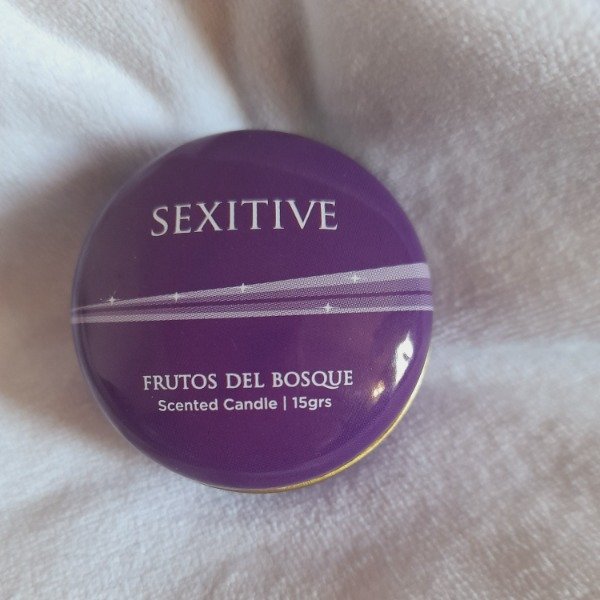 SEXITIVE
FRUTOS DEL BOSQUE
Scented Candle | 15grs